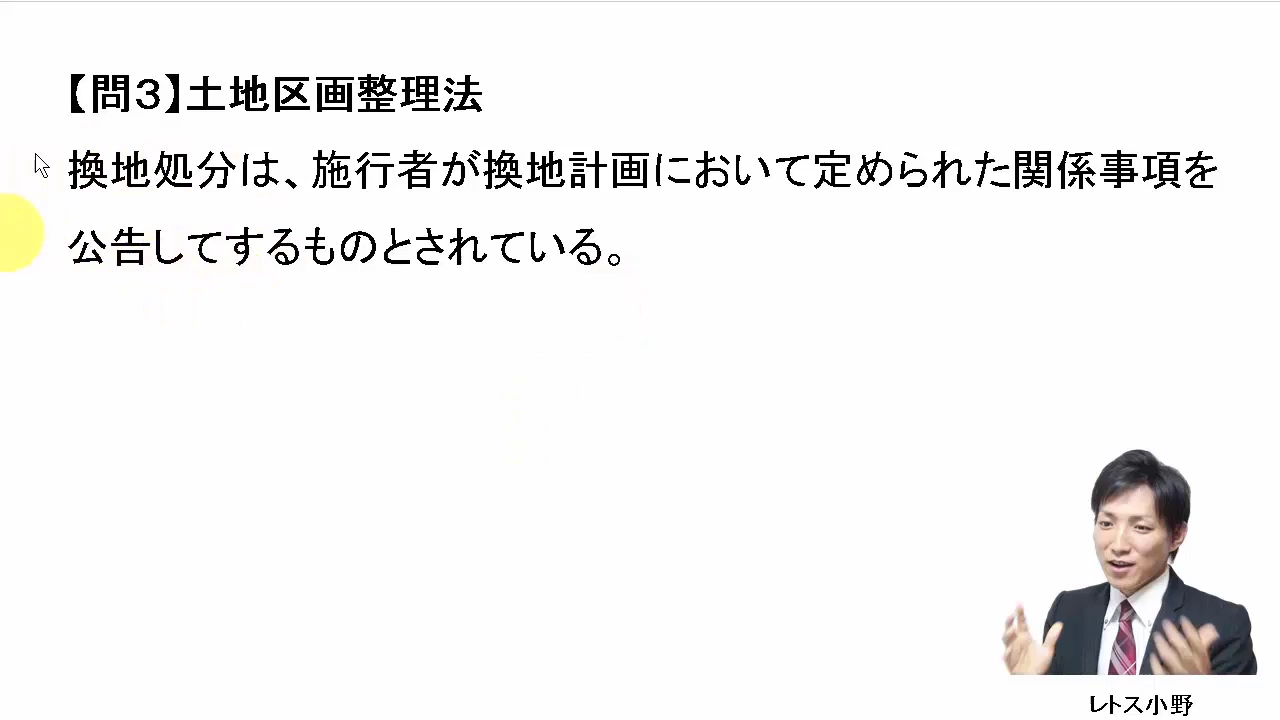 【問３】土地区画整理法
換地処分は、施行者が換地計画において定められた関係事項を
公告してするものとされている。
レトス小野